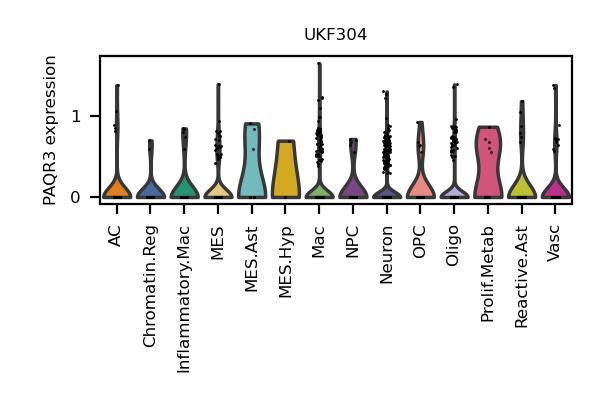 UKF304
PAQR3 expression
1
0
AC
Chromatin.Reg
Inflammatory.Mac
MES
MES.Ast
MES.Hyp
Mac
NPC
Neuron
OPC
Oligo
Prolif.Metab
Reactive.Ast
Vasc